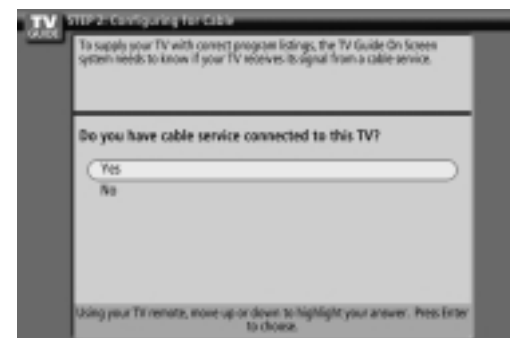 TV
GUIDE
STEP 2: Configuring for Cable
To supply your TV with correct program listings, the TV Guide On Screen
system needs to know if your TV receives its signal from a cable service.
Do you have cable service connected to this TV?
Yes
No
Using your TV remote, move up or down to highlight your answer. Press Enter
to choose.